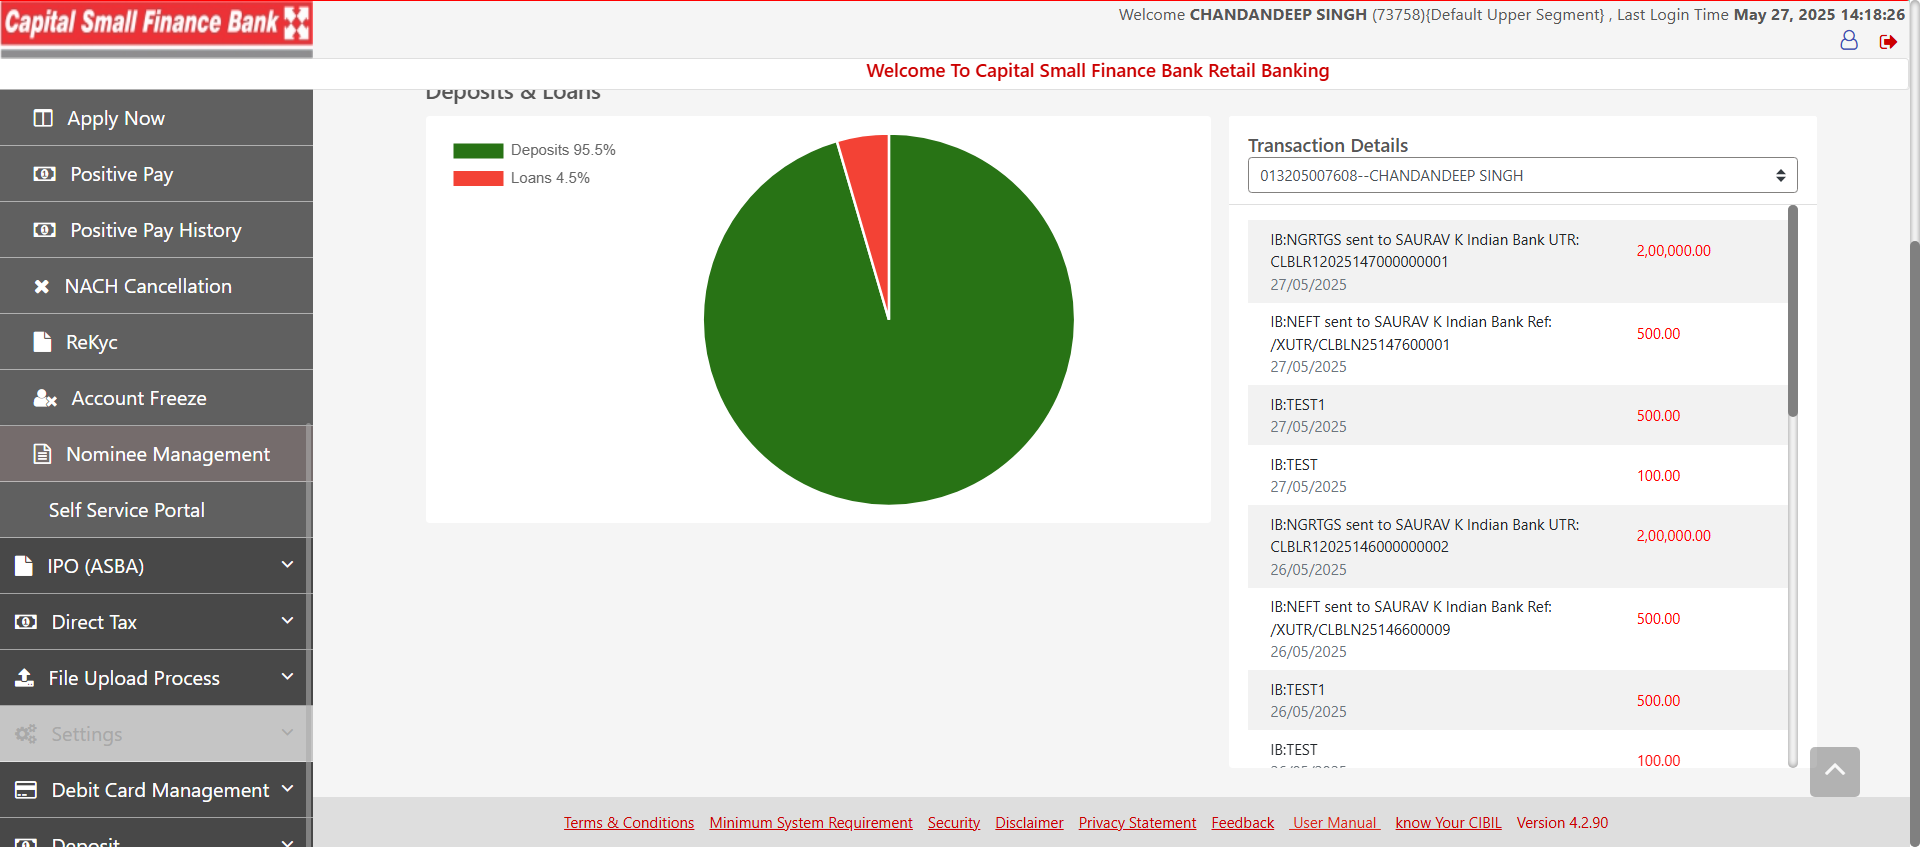 Capital Small Finance Bank
Welcome CHANDANDEEP SINGH (73758){Default Upper Segment} , Last Login Time May 27, 2025 14:18:26
Welcome To Capital Small Finance Bank Retail Banking
Apply Now
Positive Pay
Positive Pay History
NACH Cancellation
ReKyc
Account Freeze
Nominee Management
Self Service Portal
IPO (ASBA)
Direct Tax
File Upload Process
Settings
Debit Card Management
Deposit
Deposits & Loans
Deposits 95.5%
Loans 4.5%
Transaction Details
013205007608--CHANDANDEEP SINGH
IB:NGRTGS sent to SAURAV K Indian Bank UTR:
CLBLR12025147000000001
2,00,000.00
27/05/2025
IB:NEFT sent to SAURAV K Indian Bank Ref:
/XUTR/CLBLN25147600001
500.00
27/05/2025
IB:TEST1
500.00
27/05/2025
IB:TEST
100.00
27/05/2025
IB:NGRTGS sent to SAURAV K Indian Bank UTR:
CLBLR12025146000000002
2,00,000.00
26/05/2025
IB:NEFT sent to SAURAV K Indian Bank Ref:
/XUTR/CLBLN25146600009
500.00
26/05/2025
IB:TEST1
500.00
26/05/2025
IB:TEST
100.00
Terms & Conditions Minimum System Requirement Security Disclaimer Privacy Statement Feedback User Manual know Your CIBIL Version 4.2.90